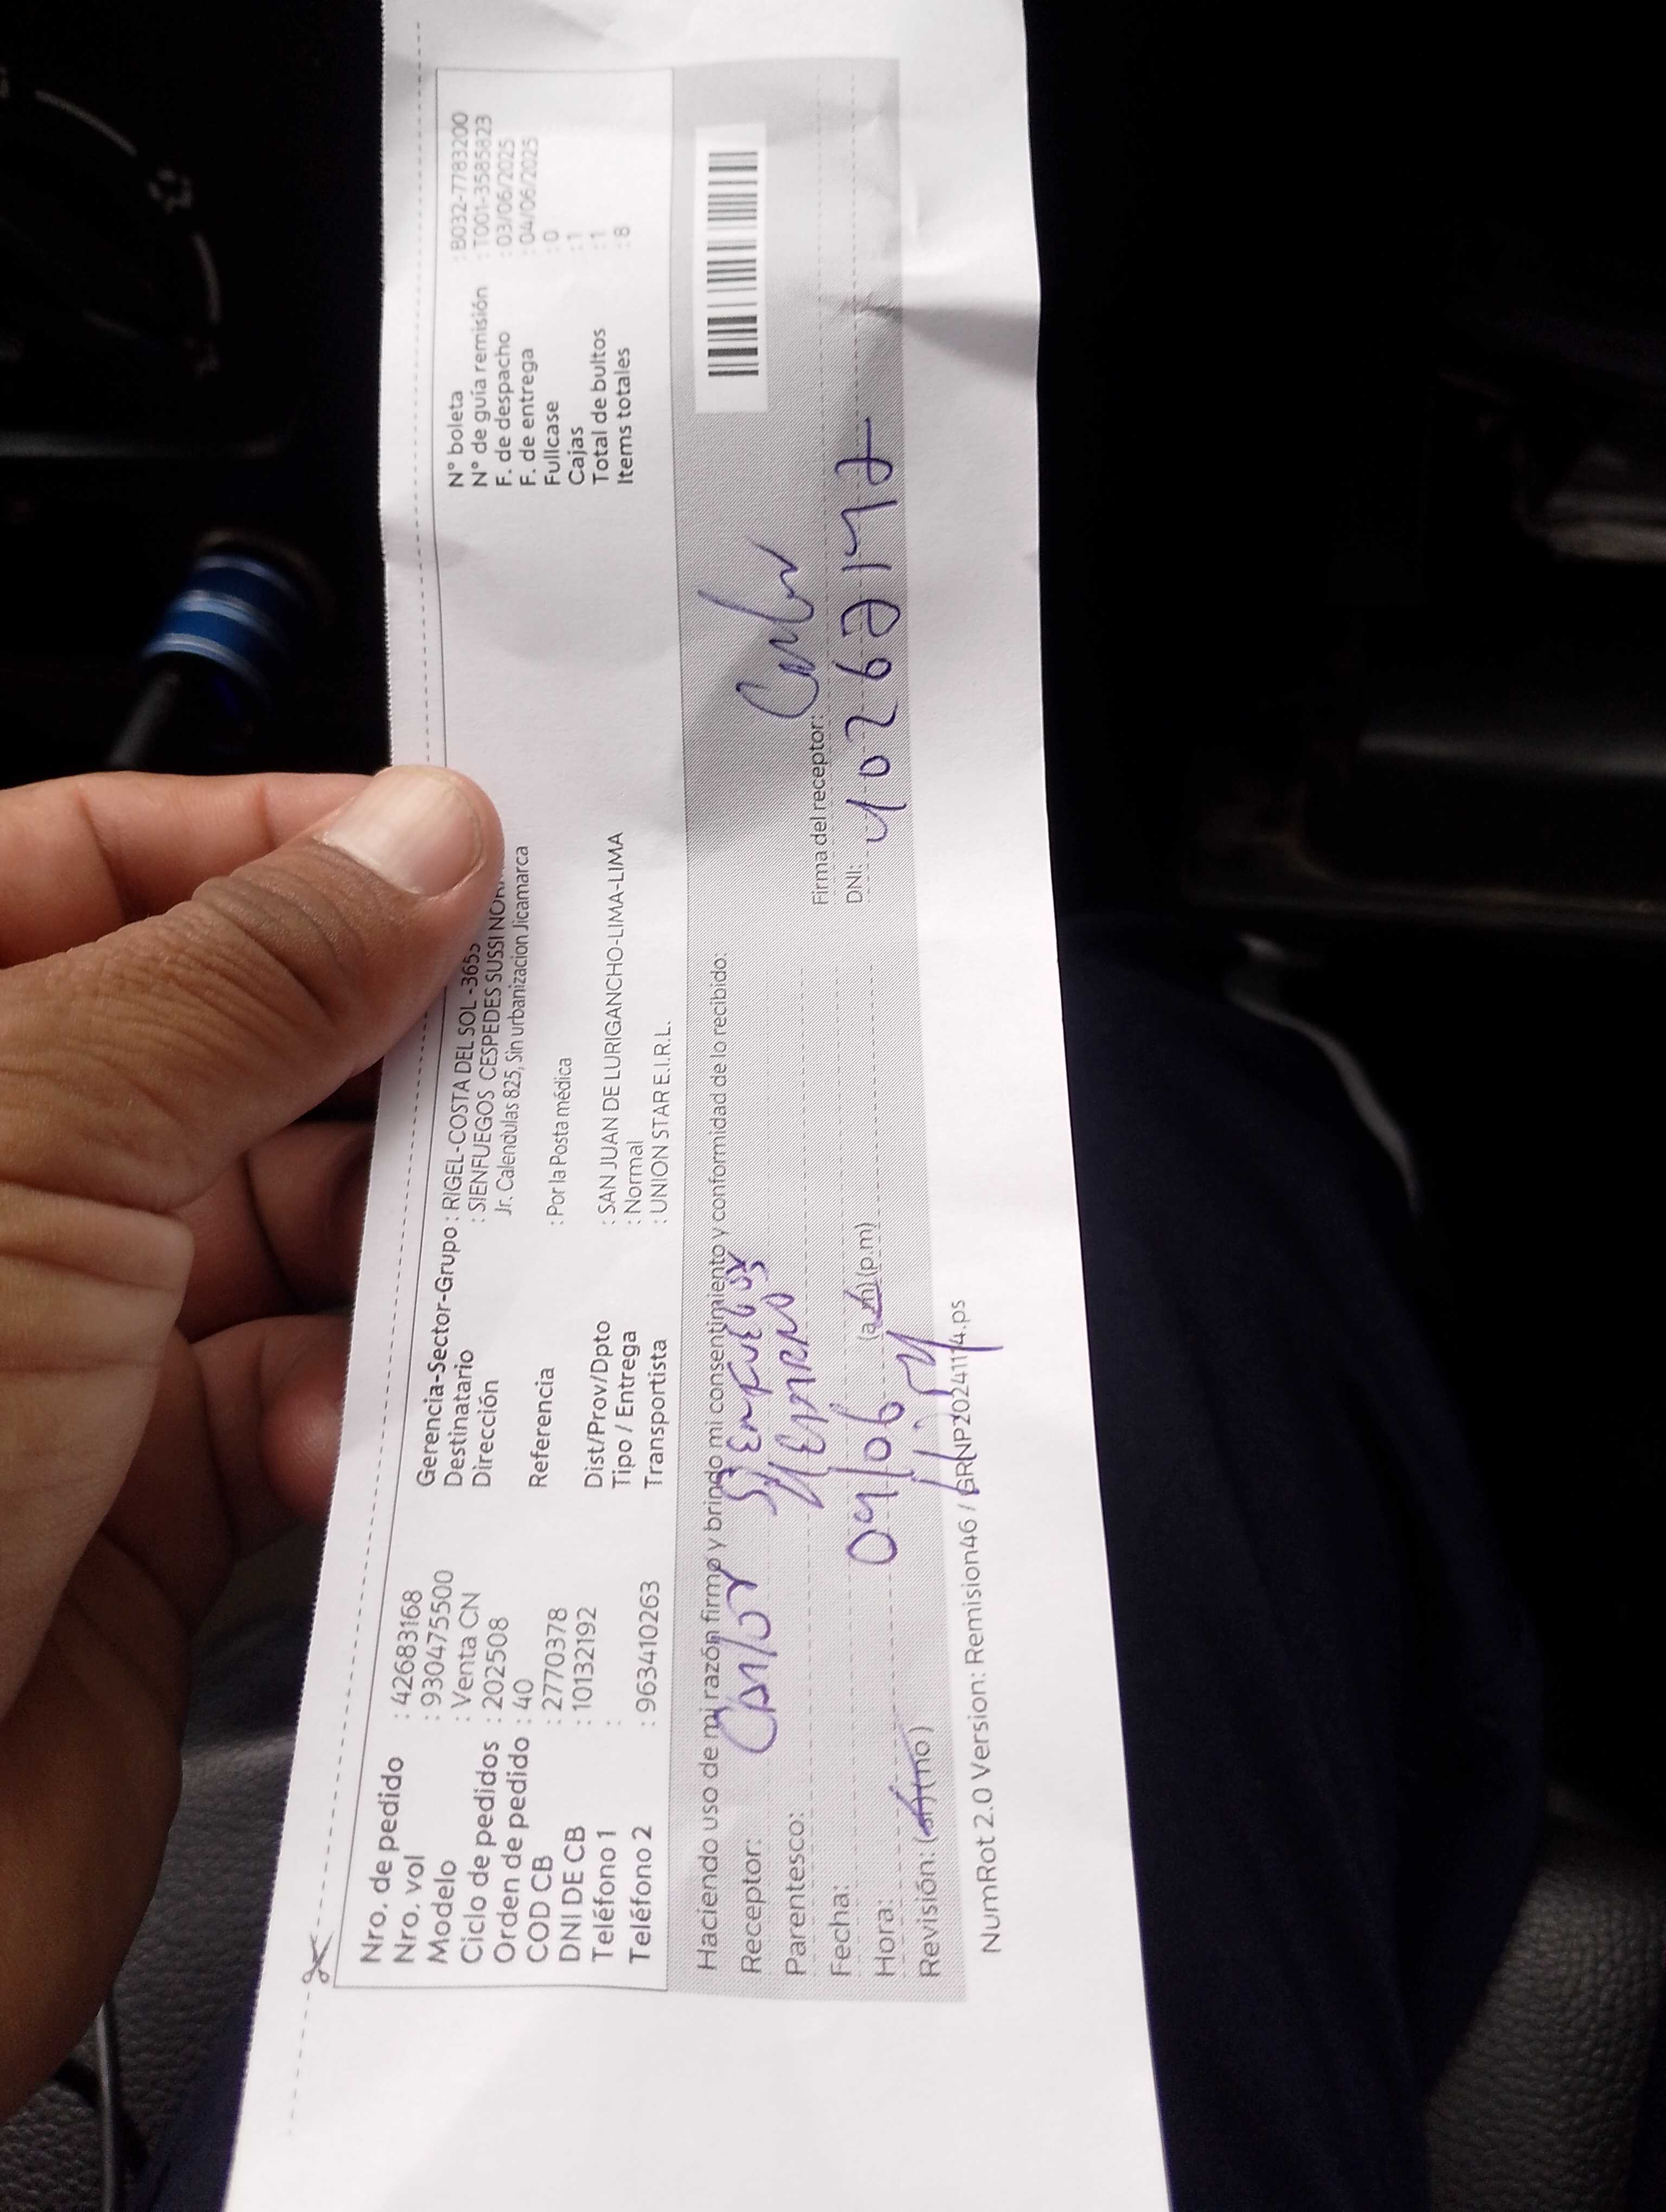 Nro. de pedido : 42683168
Nro. vol : 930475500
Modelo : Venta CN
Ciclo de pedidos : 202508
Orden de pedido : 40
COD CB : 27770378
DNI DE CB : 10132192
Teléfono 1 :
Teléfono 2 : 963410263
Gerencia-Sector-Grupo : RIGEL-COSTA DEL SOL -3655
Destinatario : SIENFUEGOS CESPEDES SUSSI
Dirección Jr. Calendulas 825, Sin urbanizacion Jicamarca
Referencia : Por la Posta médica
Dist/Prov/Dpto : SAN JUAN DE LURIGANCHO-LIMA-LIMA
Tipo / Entrega : Normal
Transportista : UNION STAR E.I.R.L.
N° boleta : B032-7783200
N° de guía remisión : T001-3585823
F. de despacho : 03/06/2025
F. de entrega : 04/06/2025
Fullcase : 0
Cajas : 1
Total de bultos : 1
Items totales : 8
Haciendo uso de mi razón firmo y brindo mi consentimiento y conformidad de lo recibido:
Receptor: Carlos Sienfuegos
Parentesco:
Fecha: 04/06
Hora: (a.m) (p.m)
Revisión: (si) (no)
Firma del receptor:
DNI: 40262142
NumRot 2.0 Version: Remision46 / GRNP20241114.ps